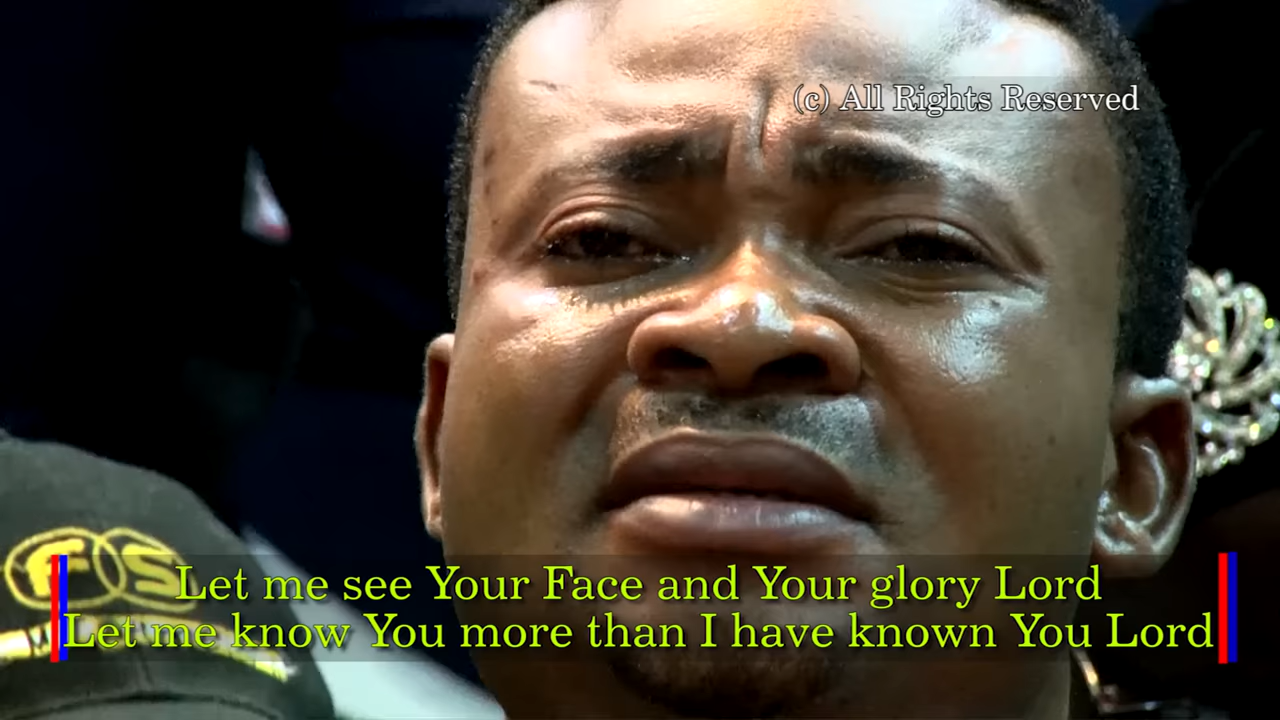 (c) All Rights Reserved
FS
Let me see Your Face and Your glory Lord
Let me know You more than I have known You Lord